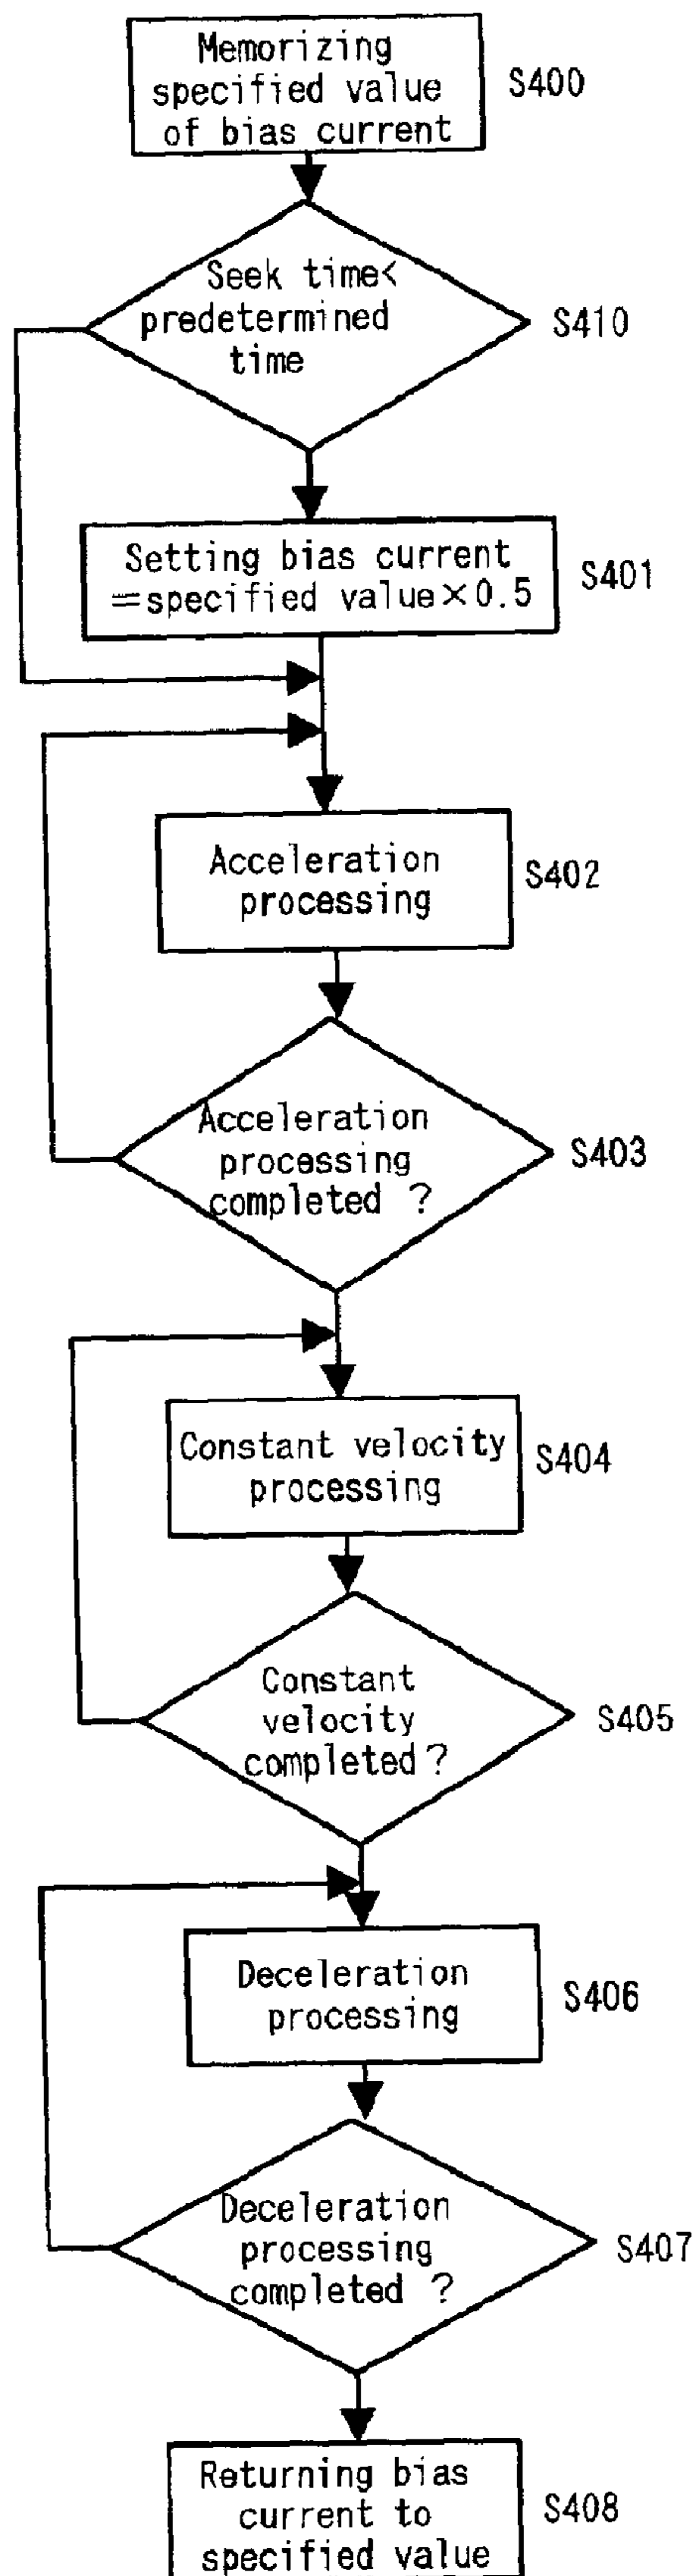 Memorizing
specified value
of bias current
S400
Seek time<
predetermined
time
S410
Setting bias current
=specified value×0.5
S401
Acceleration
processing
S402
Acceleration
processing
completed ?
S403
Constant velocity
processing
S404
Constant
velocity
completed ?
S405
Deceleration
processing
S406
Deceleration
processing
completed ?
S407
Returning bias
current to
specified value
S408